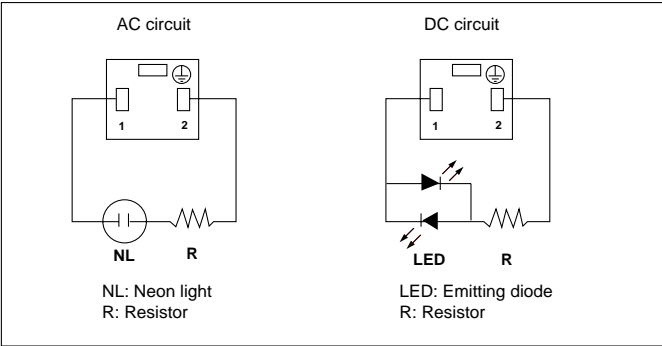 AC circuit
1 2
NL R
NL: Neon light
R: Resistor
DC circuit
1 2
LED R
LED: Emitting diode
R: Resistor